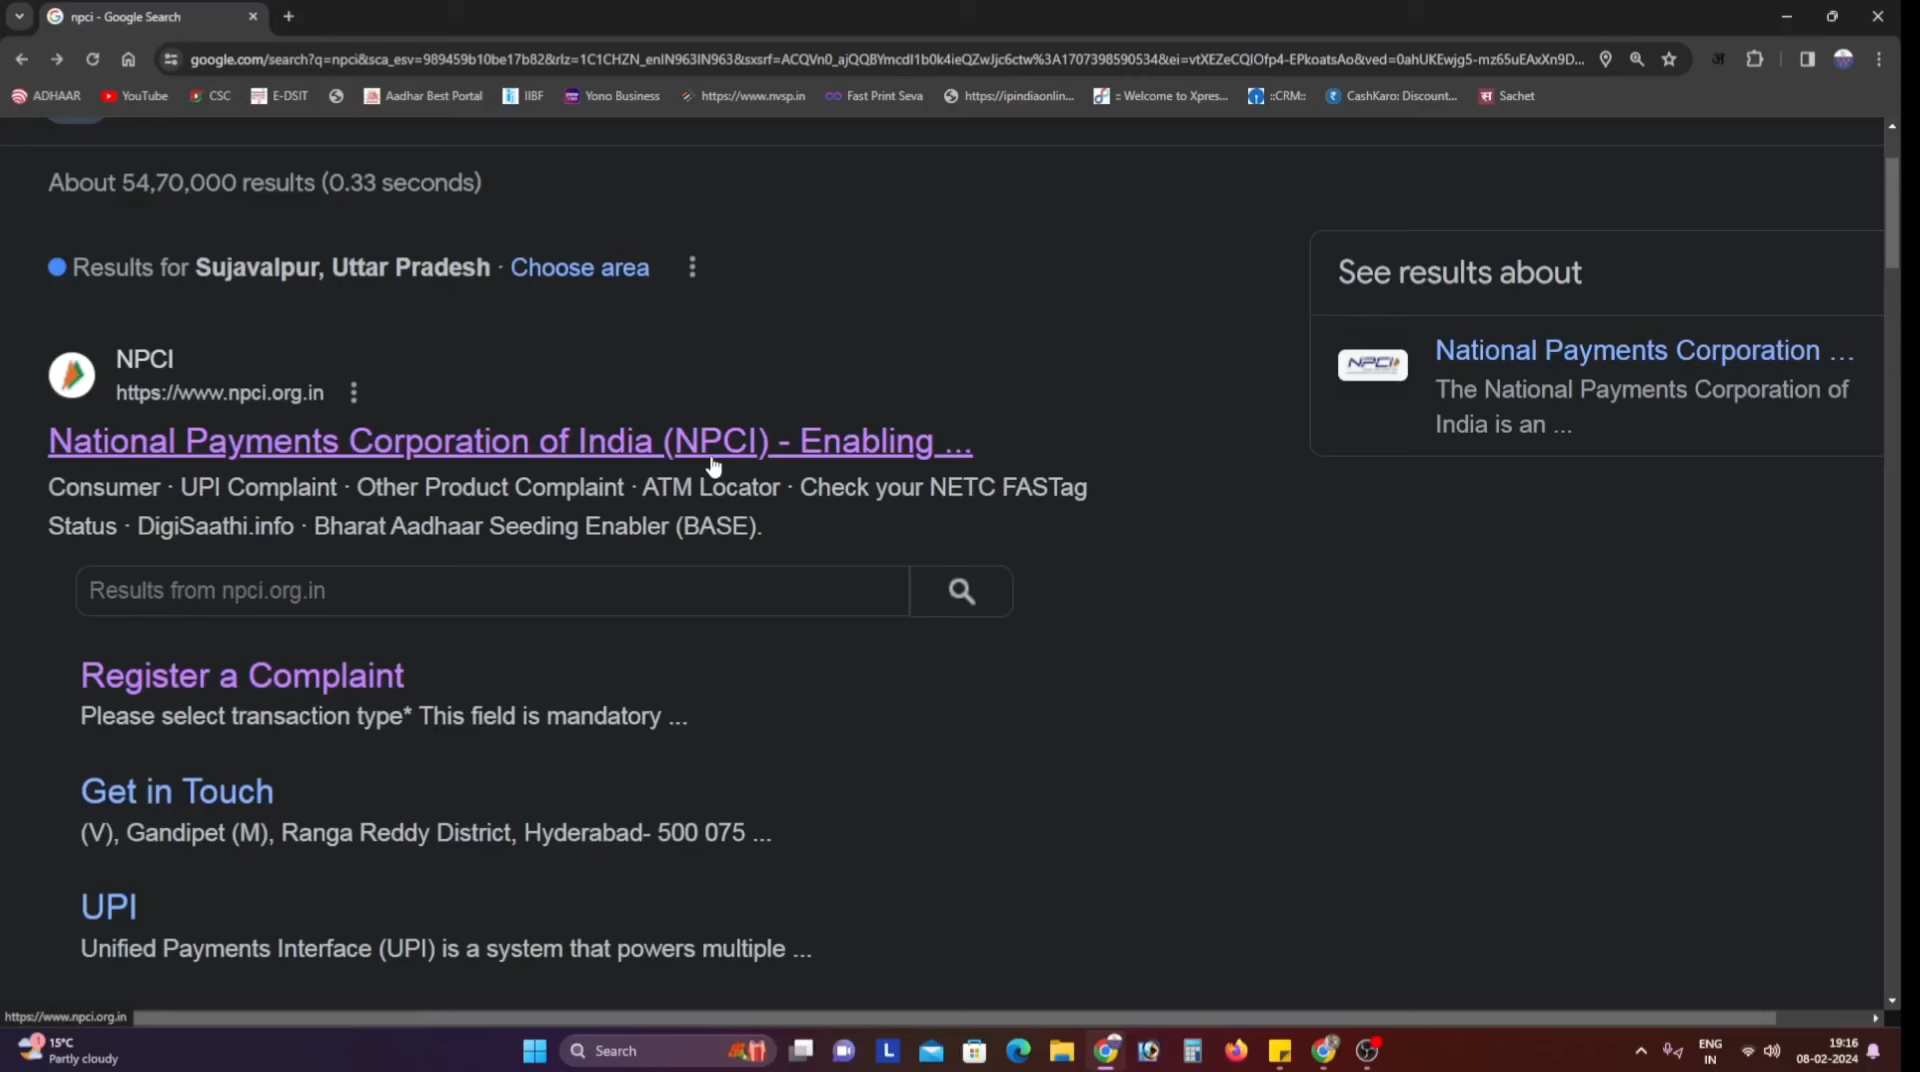 npci - Google Search
google.com/search?q=npci&sca_esv=989459b10be17b82&rlz=1C1CHZN_enIN963IN963&sxsrf=ACQVn0_ajQQBYmcdI1b0k4ieQZwJjc6ctw%3A1707398590534&ei=vtXEZeCQIOfp4-EPkoatsAo&ved=0ahUKEwjg5-mz65uEAxXn9D...
ADHAAR YouTube CSC E-DSIT Aadhar Best Portal IIBF Yono Business https://www.nvsp.in Fast Print Seva https://ipindiaonlin... = Welcome to Xpres... ::CRM:: CashKaro: Discount... Sachet
About 54,70,000 results (0.33 seconds)
Results for Sujavalpur, Uttar Pradesh · Choose area
See results about
NPCI
https://www.npci.org.in
National Payments Corporation of India (NPCI) - Enabling ...
Consumer · UPI Complaint · Other Product Complaint · ATM Locator · Check your NETC FASTag
Status · DigiSaathi.info · Bharat Aadhaar Seeding Enabler (BASE).
NPCI
National Payments Corporation ...
The National Payments Corporation of
India is an ...
Results from npci.org.in
Register a Complaint
Please select transaction type* This field is mandatory ...
Get in Touch
(V), Gandipet (M), Ranga Reddy District, Hyderabad- 500 075 ...
UPI
Unified Payments Interface (UPI) is a system that powers multiple ...
https://www.npci.org.in
15°C
Partly cloudy
Search
ENG
IN
19:16
08-02-2024